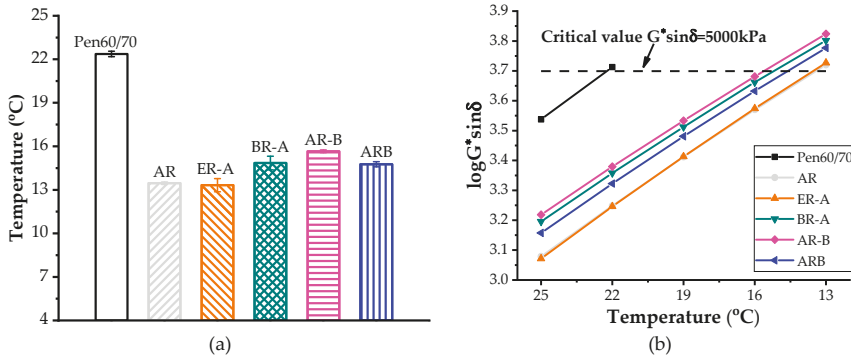 (a)
Temperature (ºC)
25
22
19
16
13
10
7
4
Pen60/70
AR
ER-A
BR-A
AR-B
ARB
(b)
Critical value G*sinδ=5000kPa
logG*sinδ
3.9
3.8
3.7
3.6
3.5
3.4
3.3
3.2
3.1
3.0
Pen60/70
AR
ER-A
BR-A
AR-B
ARB
25 22 19 16 13
Temperature (ºC)